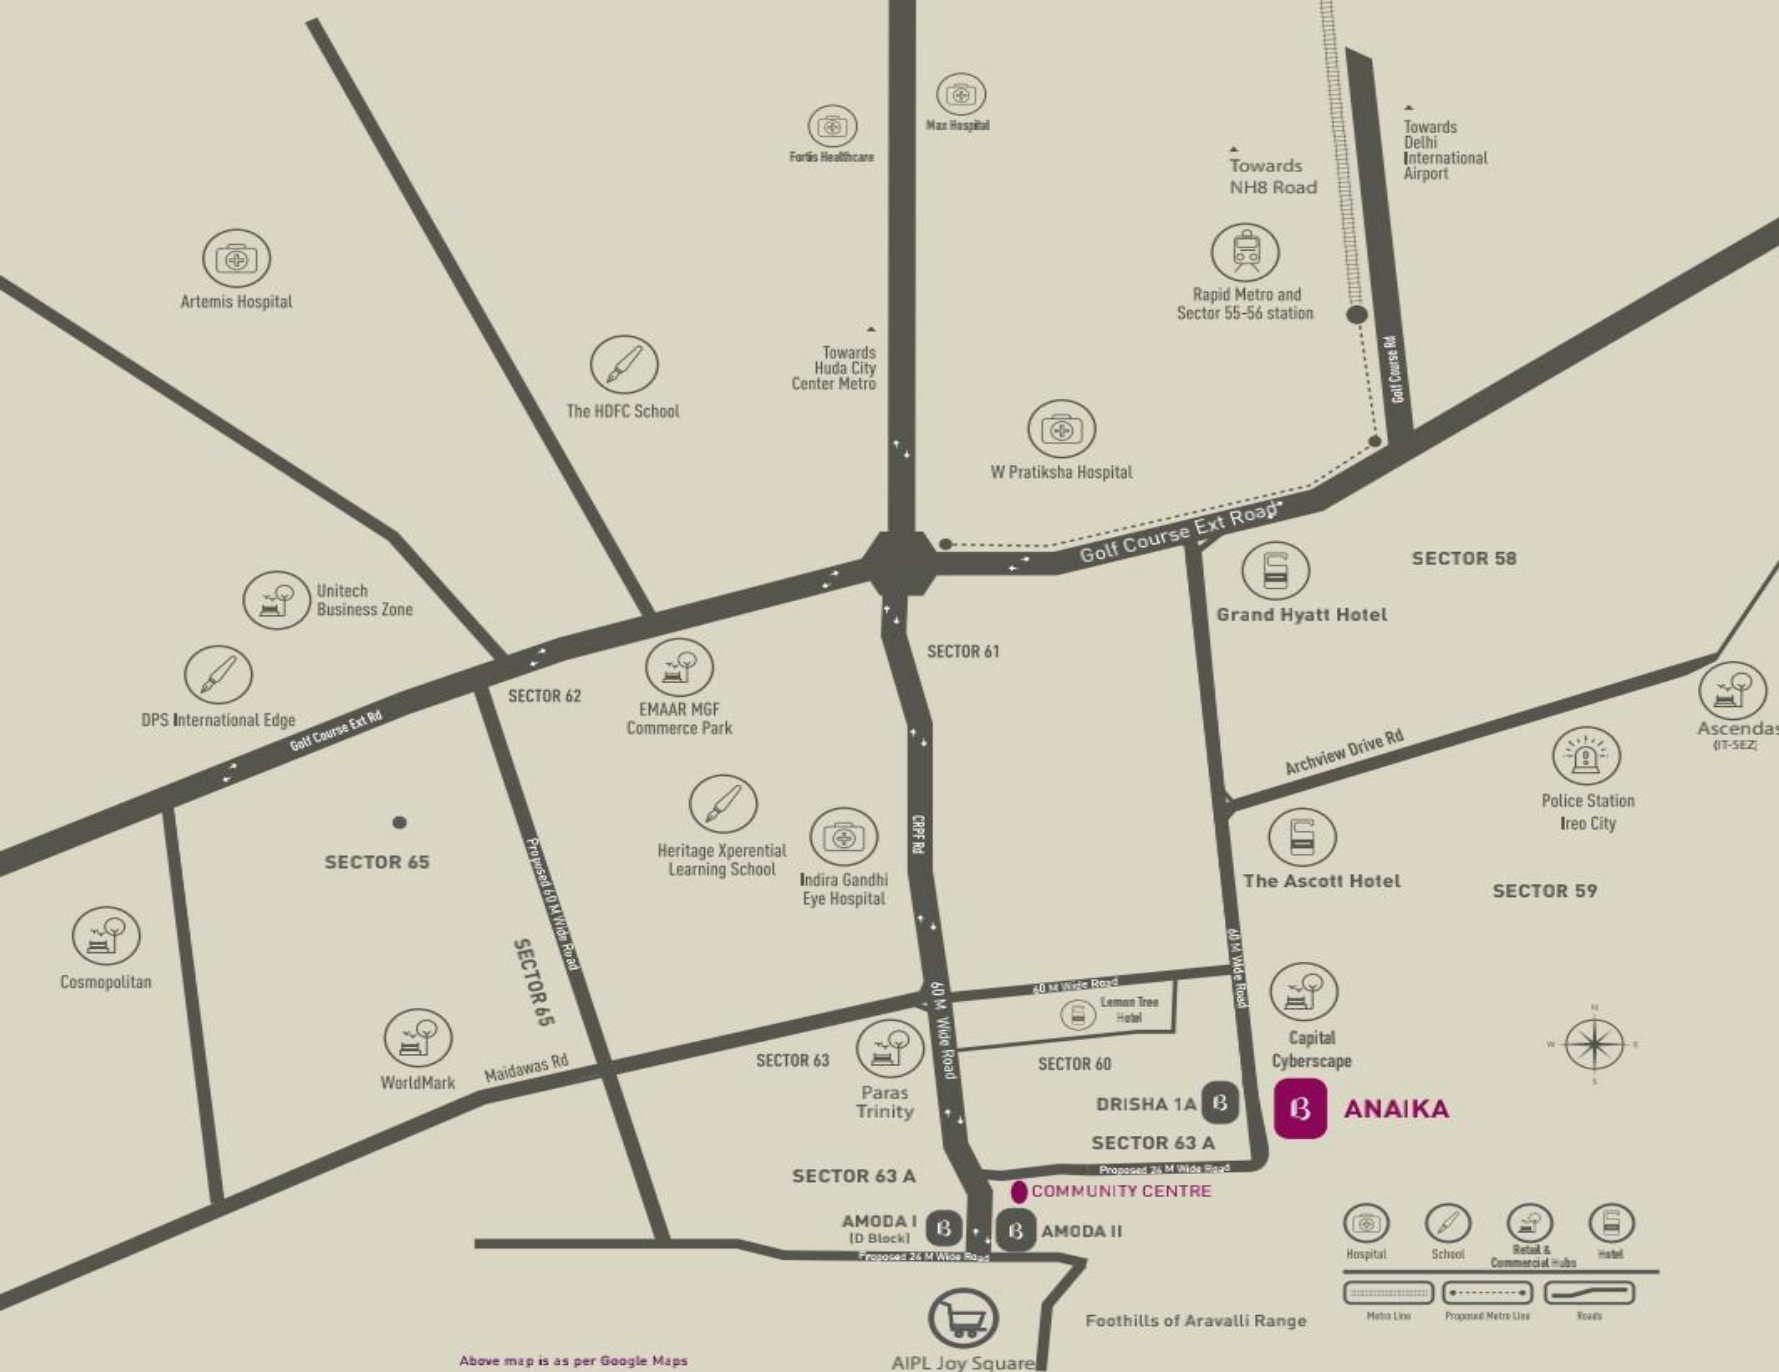 Max Hospital
Fortis Healthcare
Towards
Delhi
International
Airport
Towards
NH8 Road
Artemis Hospital
Rapid Metro and
Sector 55-56 station
Golf Course Rd
Towards
Huda City
Center Metro
The HDFC School
W Pratiksha Hospital
Golf Course Ext Road
SECTOR 58
Unitech
Business Zone
Grand Hyatt Hotel
SECTOR 61
SECTOR 62
EMAAR MGF
Commerce Park
DPS International Edge
Golf Course Ext Rd
Archview Drive Rd
Ascendas
(IT-SEZ)
Police Station
Ireo City
CRPF Rd
SECTOR 65
Proposed 60 M Wide Road
Heritage Xperential
Learning School
Indira Gandhi
Eye Hospital
The Ascott Hotel
SECTOR 59
Cosmopolitan
SECTOR 65
60 M Wide Road
60 M Wide Road
60 M Wide Road
Lemon Tree
Hotel
Capital
Cyberscape
N
W
E
S
WorldMark
Maidawas Rd
SECTOR 63
SECTOR 60
Paras
Trinity
DRISHA 1A
B
B
ANAIKA
SECTOR 63 A
Proposed 24 M Wide Road
SECTOR 63 A
COMMUNITY CENTRE
AMODA I
(D Block)
B
B
AMODA II
Proposed 24 M Wide Road
Hospital
School
Retail &
Commercial Hubs
Hotel
Metro Line
Proposed Metro Line
Roads
Foothills of Aravalli Range
AIPL Joy Square
Above map is as per Google Maps